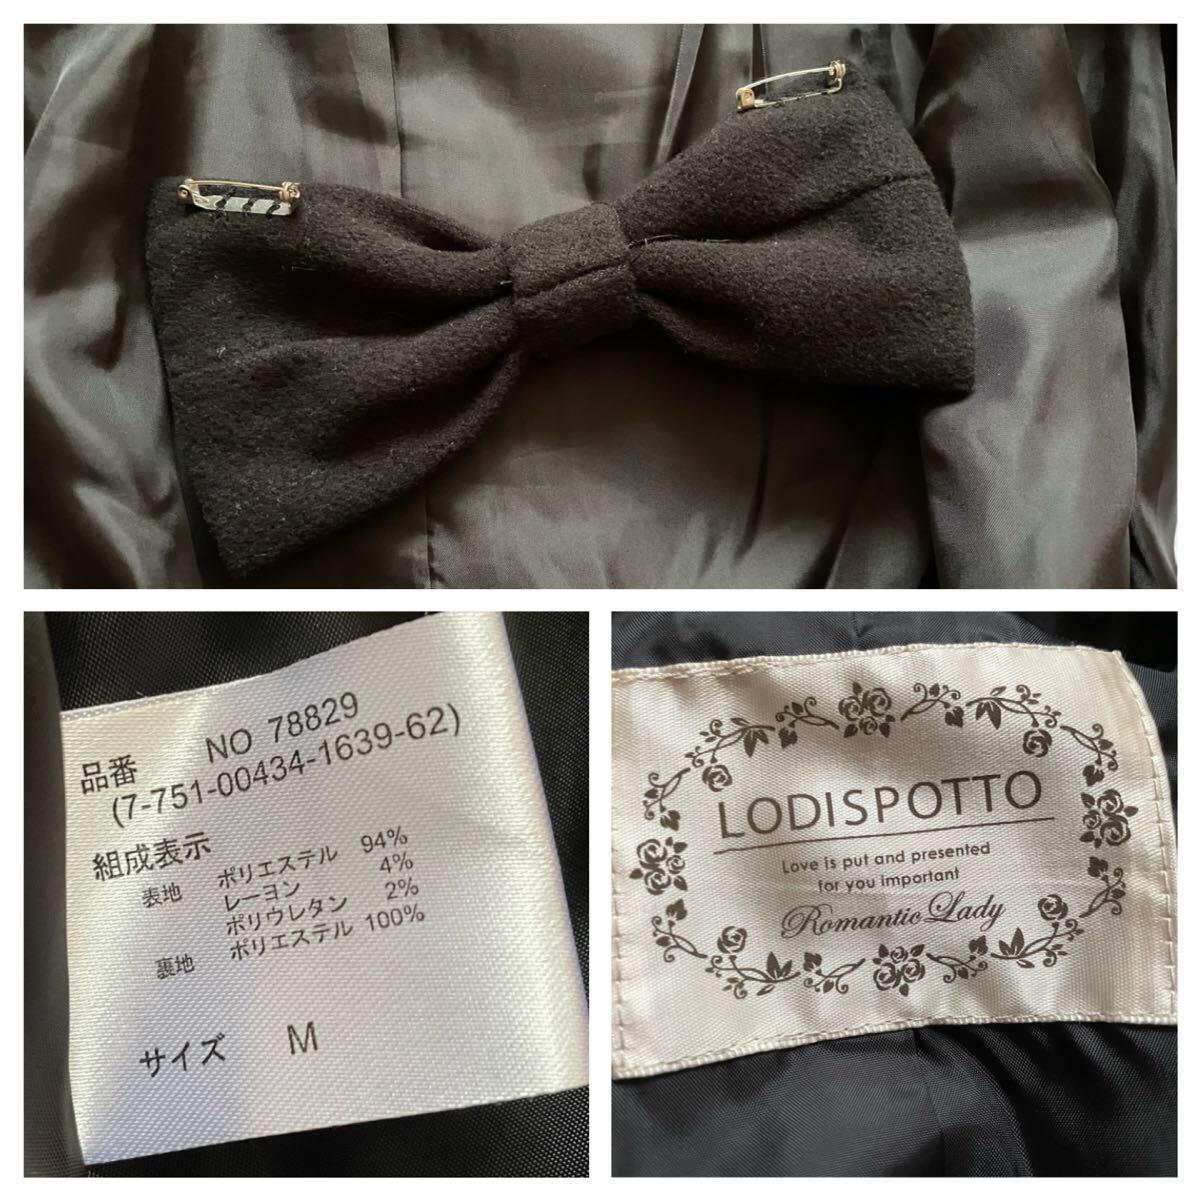 品番 NO 78829
(7-751-00434-1639-62)
組成表示
表地 ポリエステル 94%
レーヨン 4%
ポリウレタン 2%
裏地 ポリエステル 100%
サイズ M
LODISPOTTO
Love is put and presented
for you important
Romantic Lady